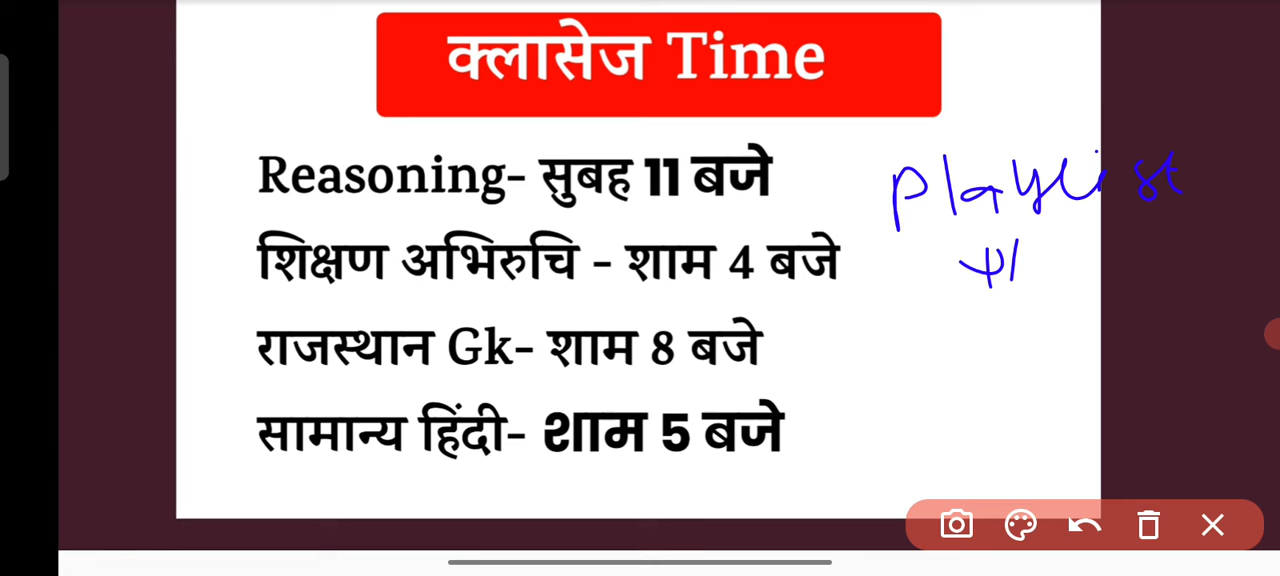 क्लासेज Time
Reasoning- सुबह 11 बजे
Playlist
शिक्षण अभिरुचि - शाम 4 बजे
राजस्थान Gk- शाम 8 बजे
सामान्य हिंदी- शाम 5 बजे